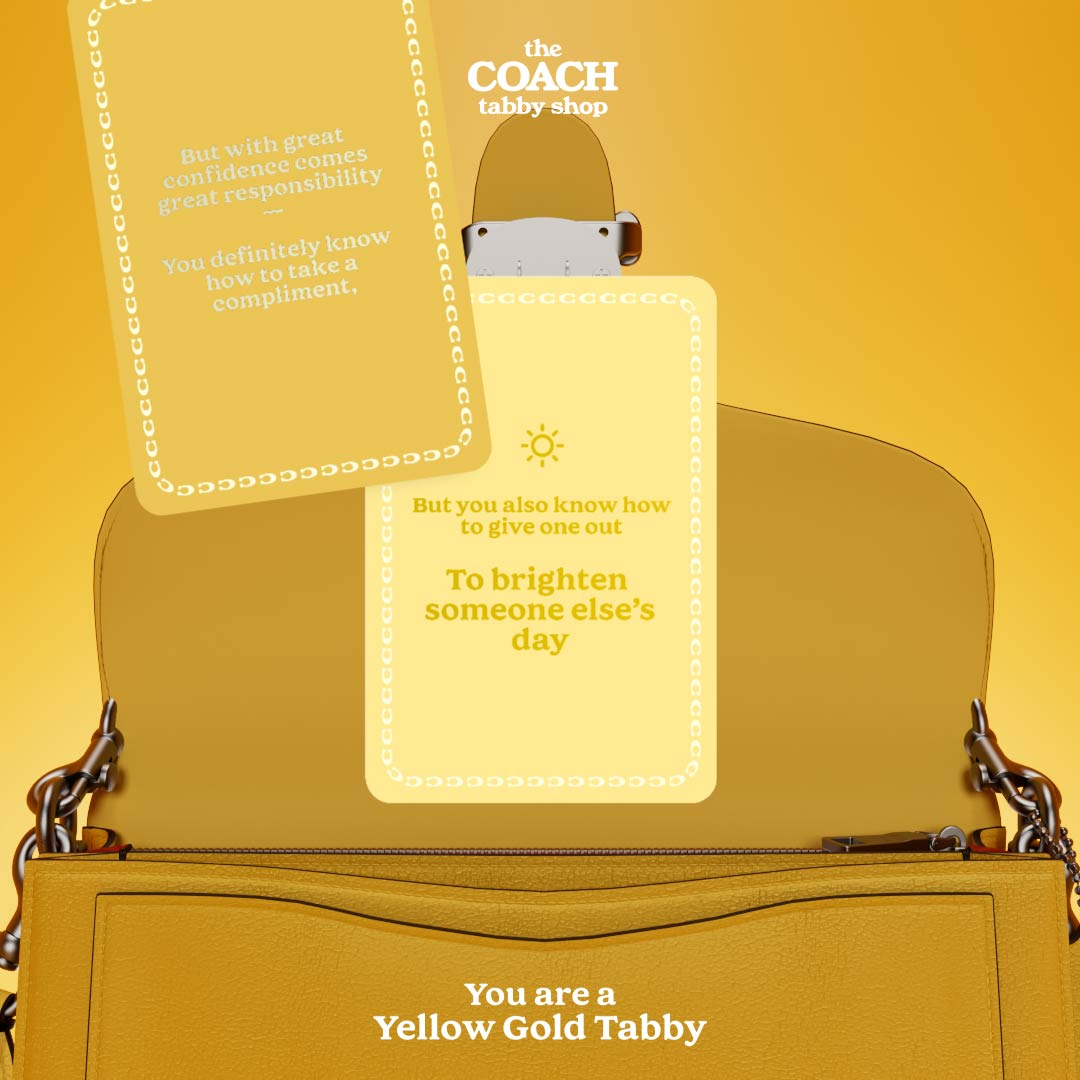 the
COACH
tabby shop
But with great
confidence comes
great responsibility
—
You definitely know
how to take a
compliment,
But you also know how
to give one out
To brighten
someone else’s
day
You are a
Yellow Gold Tabby